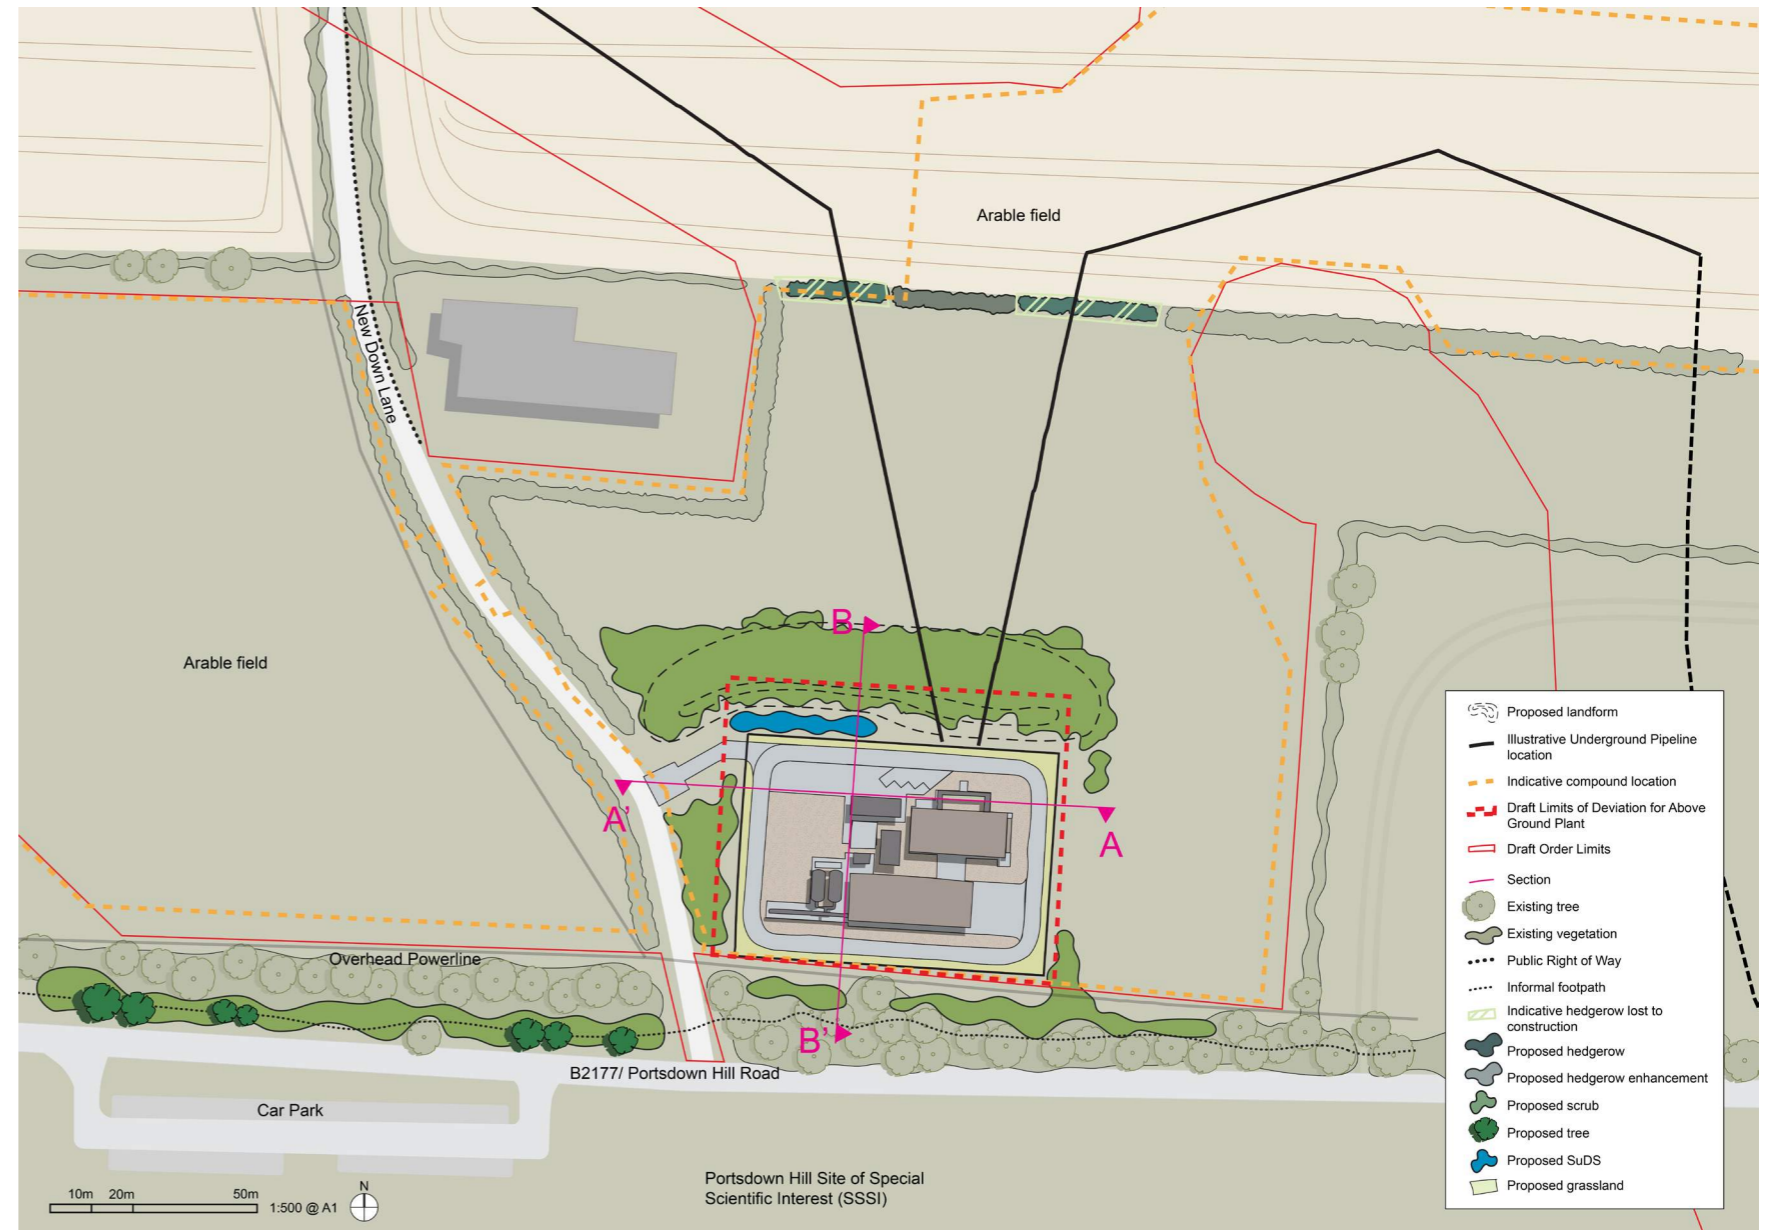 Arable field
New Down Lane
B
Arable field
A'
A
Overhead Powerline
B'
B2177/ Portsdown Hill Road
Car Park
Portsdown Hill Site of Special
Scientific Interest (SSSI)
10m 20m 50m
1:500 @ A1
N
Proposed landform
Illustrative Underground Pipeline
location
Indicative compound location
Draft Limits of Deviation for Above
Ground Plant
Draft Order Limits
Section
Existing tree
Existing vegetation
Public Right of Way
Informal footpath
Indicative hedgerow lost to
construction
Proposed hedgerow
Proposed hedgerow enhancement
Proposed scrub
Proposed tree
Proposed SuDS
Proposed grassland